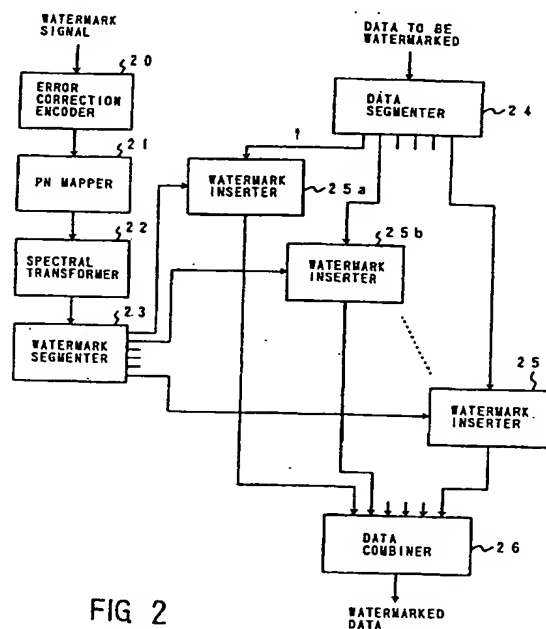 WATERMARK
SIGNAL
20
ERROR
CORRECTION
ENCODER
21
PN MAPPER
22
SPECTRAL
TRANSFORMER
23
WATERMARK
SEGMENTER
DATA TO BE
WATERMARKED
DATA
SEGMENTER
24
WATERMARK
INSERTER
25a
25b
WATERMARK
INSERTER
25
WATERMARK
INSERTER
DATA
COMBINER
26
WATERMARKED
DATA
FIG 2